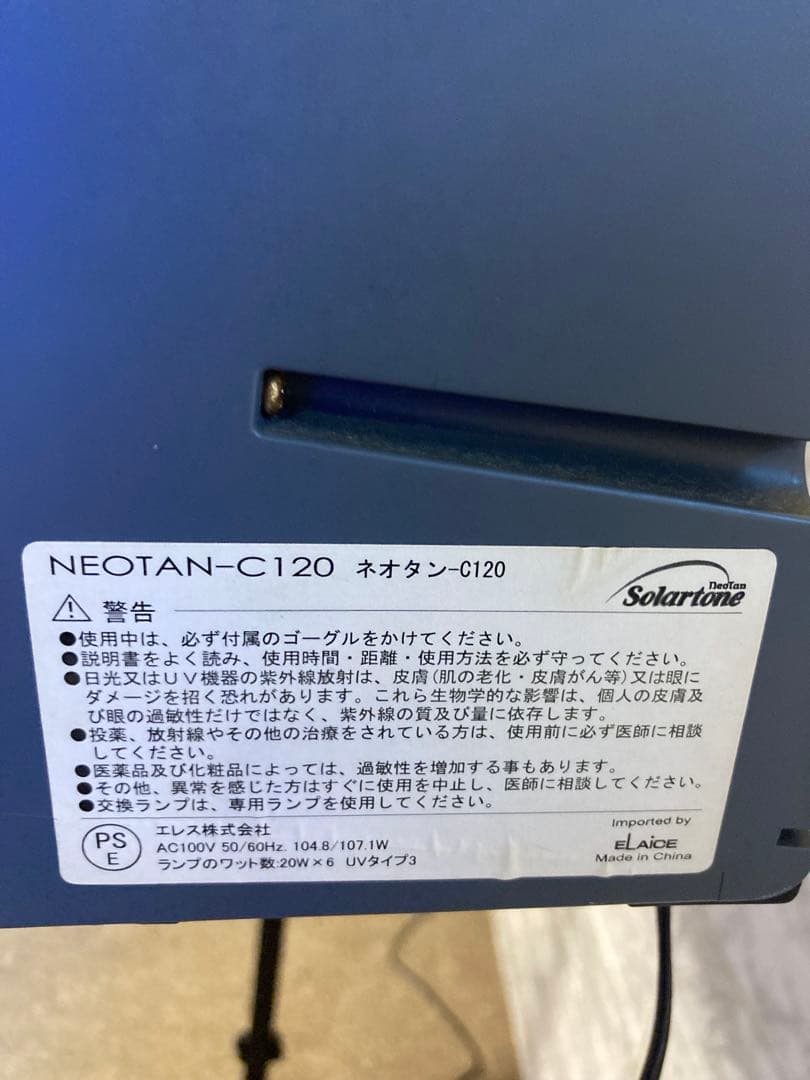 NEOTAN-C120 ネオタン-C120
NeoTan
Solartone
警告
●使用中は、必ず付属のゴーグルをかけてください。
●説明書をよく読み、使用時間・距離・使用方法を必ず守ってください。
●日光又はUV機器の紫外線放射は、皮膚(肌の老化・皮膚がん等)又は眼に
ダメージを招く恐れがあります。これら生物学的な影響は、個人の皮膚及
び眼の過敏性だけではなく、紫外線の質及び量に依存します。
●投薬、放射線やその他の治療をされている方は、使用前に必ず医師に相談
してください。
●医薬品及び化粧品によっては、過敏性を増加する事もあります。
●その他、異常を感じた方はすぐに使用を中止し、医師に相談してください。
●交換ランプは、専用ランプを使用してください。
PS
E
エレス株式会社
AC100V 50/60Hz. 104.8/107.1W
ランプのワット数:20W×6 UVタイプ3
Imported by
ELAiCE
Made in China